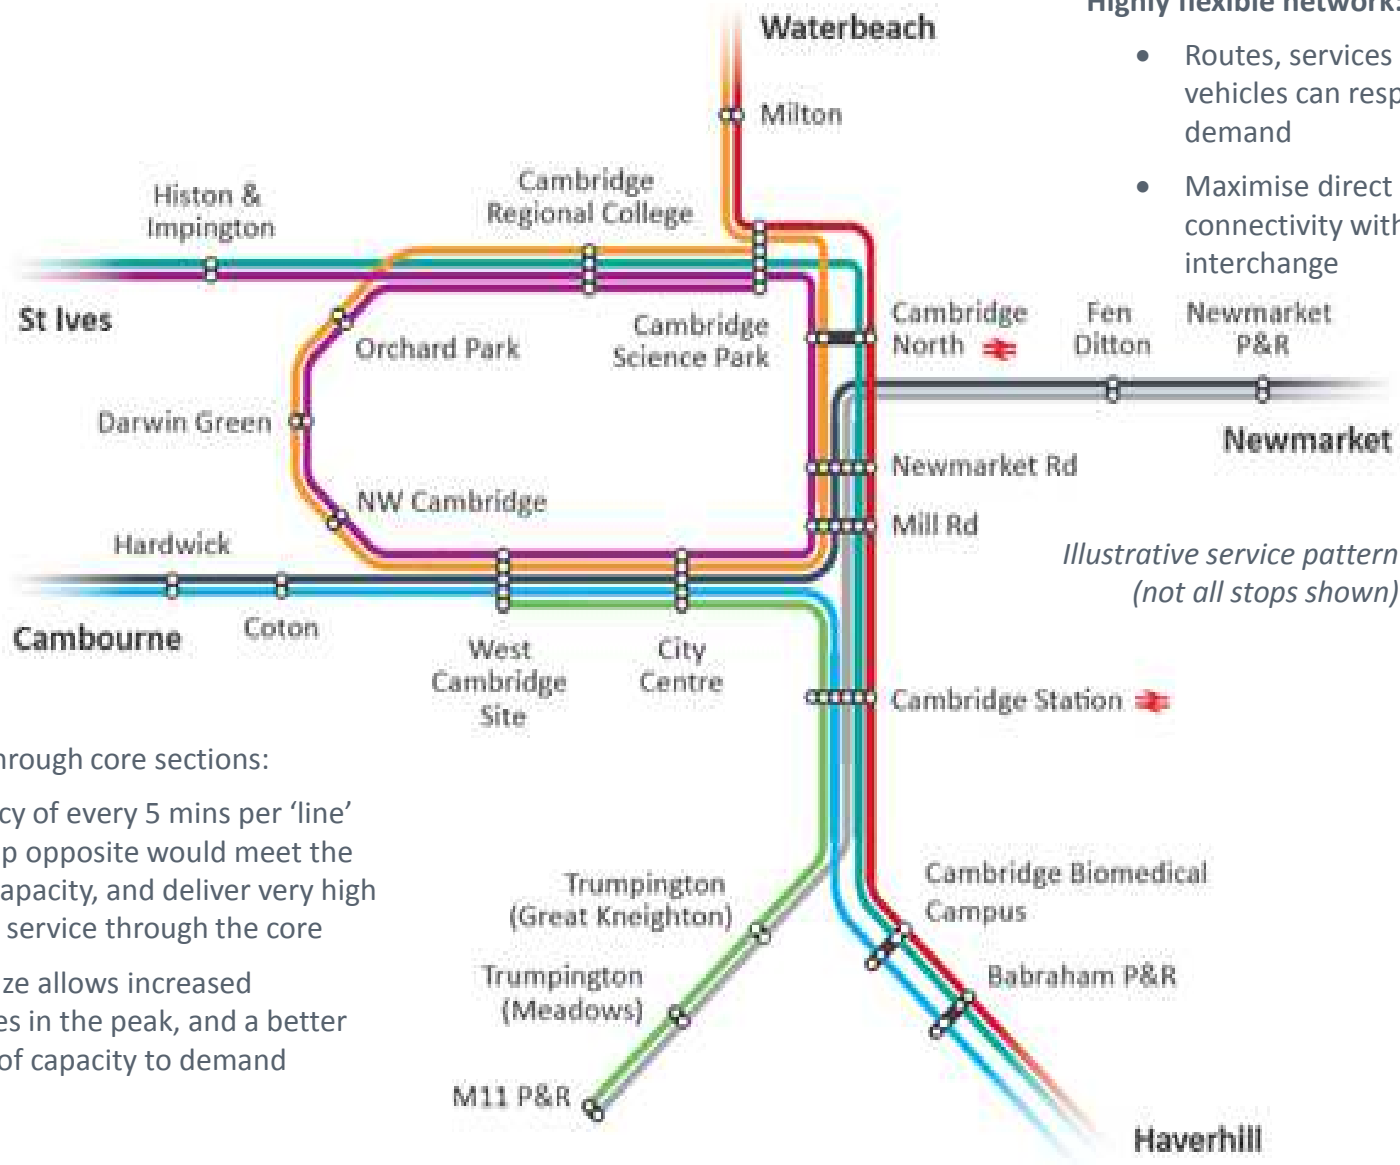 Highly flexible network:
Waterbeach
Routes, services
vehicles can resp
demand
Milton
Maximise direct
connectivity with
interchange
Histon &
Impington
Cambridge
Regional College
St Ives
Orchard Park
Cambridge
Science Park
Cambridge
North
Fen
Ditton
Newmarket
P&R
Darwin Green
Newmarket
Newmarket Rd
NW Cambridge
Mill Rd
Hardwick
Illustrative service pattern
(not all stops shown)
Cambourne
Coton
West
Cambridge
Site
City
Centre
Cambridge Station
hrough core sections:
cy of every 5 mins per ‘line’
p opposite would meet the
apacity, and deliver very high
service through the core
ze allows increased
es in the peak, and a better
of capacity to demand
Trumpington
(Great Kneighton)
Cambridge Biomedical
Campus
Trumpington
(Meadows)
Babraham P&R
M11 P&R
Haverhill